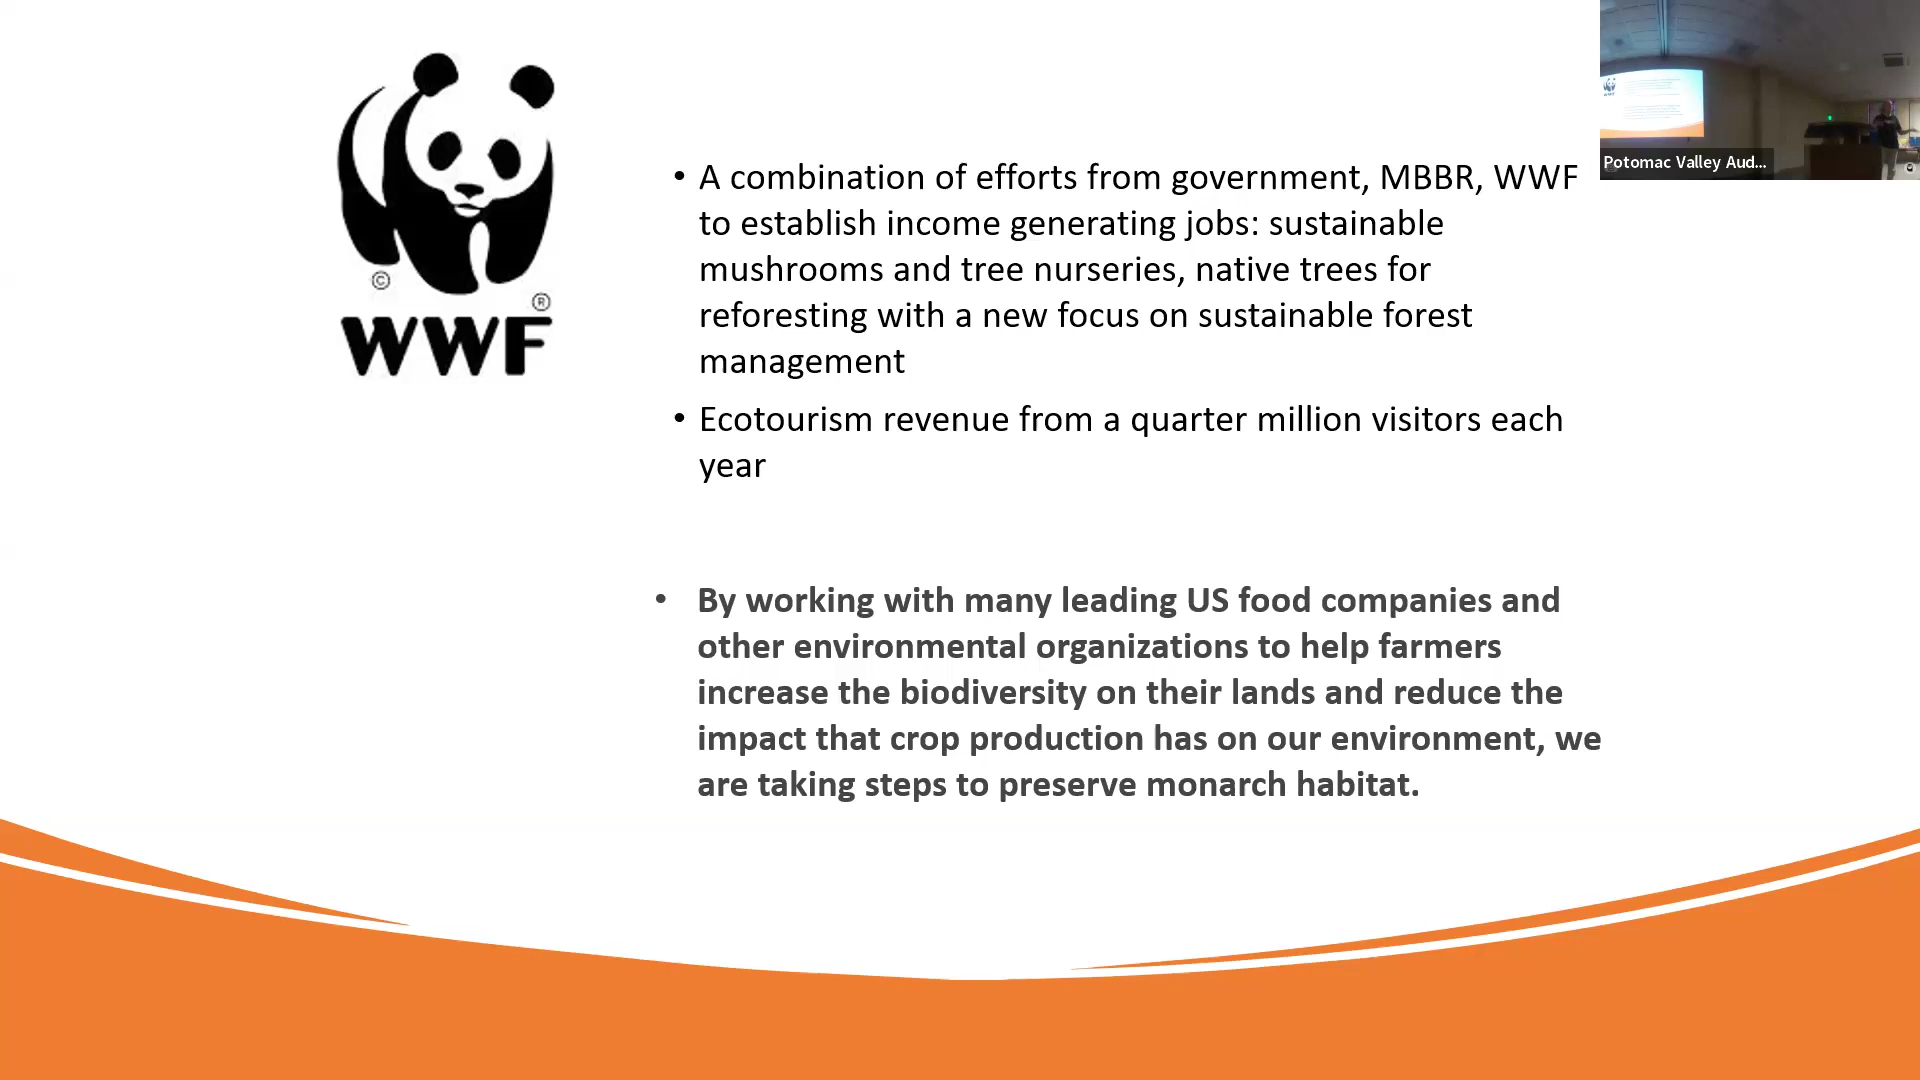 Potomac Valley Aud...
• A combination of efforts from government, MBBR, WWF
to establish income generating jobs: sustainable
mushrooms and tree nurseries, native trees for
reforesting with a new focus on sustainable forest
management
• Ecotourism revenue from a quarter million visitors each
year
© 
®
WWF
• By working with many leading US food companies and
other environmental organizations to help farmers
increase the biodiversity on their lands and reduce the
impact that crop production has on our environment, we
are taking steps to preserve monarch habitat.